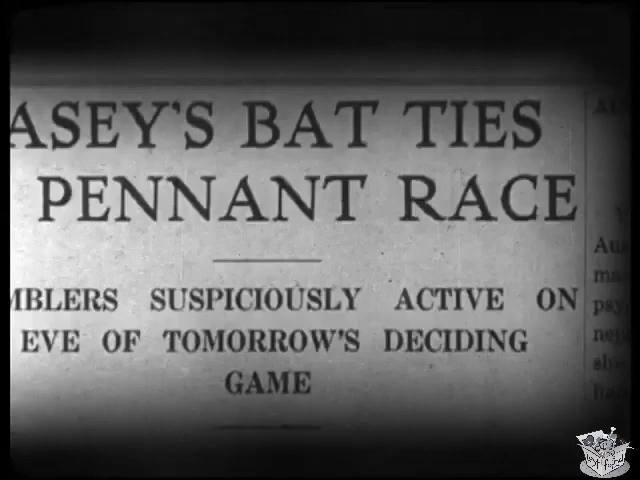 ASEY'S BAT TIES
PENNANT RACE
MBLERS SUSPICIOUSLY ACTIVE ON
EVE OF TOMORROW'S DECIDING
GAME